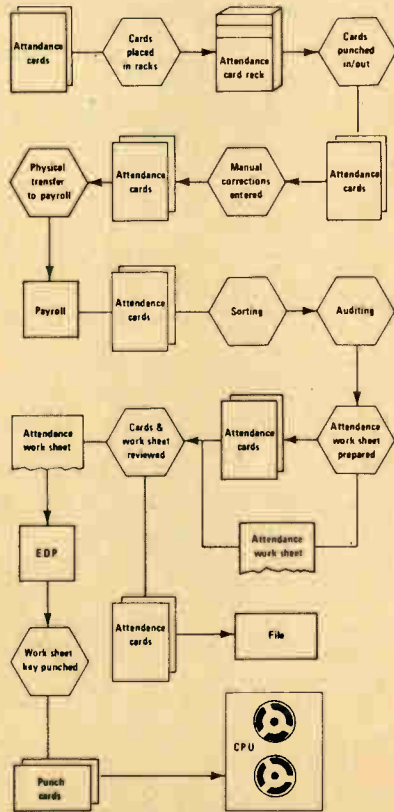 Attendance
cards
Cards
placed
in racks
Attendance
card rack
Cards
punched
in/out
Physical
transfer
to payroll
Attendance
cards
Manual
corrections
entered
Attendance
cards
Payroll
Attendance
cards
Sorting
Auditing
Attendance
work sheet
Cards &
work sheet
reviewed
Attendance
cards
Attendance
work sheet
prepared
Attendance
work sheet
EDP
Attendance
cards
File
Work sheet
key punched
CPU
Punch
cards